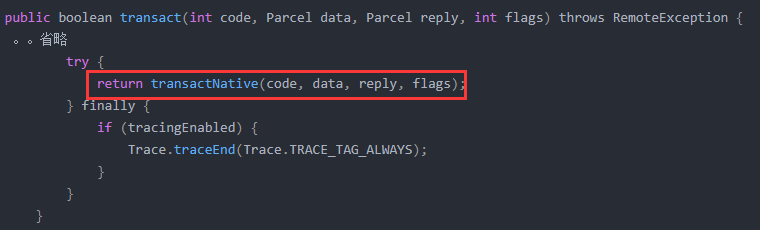 public boolean transact(int code, Parcel data, Parcel reply, int flags) throws RemoteException {
。。省略
try {
return transactNative(code, data, reply, flags);
} finally {
if (tracingEnabled) {
Trace.traceEnd(Trace.TRACE_TAG_ALWAYS);
}
}
}